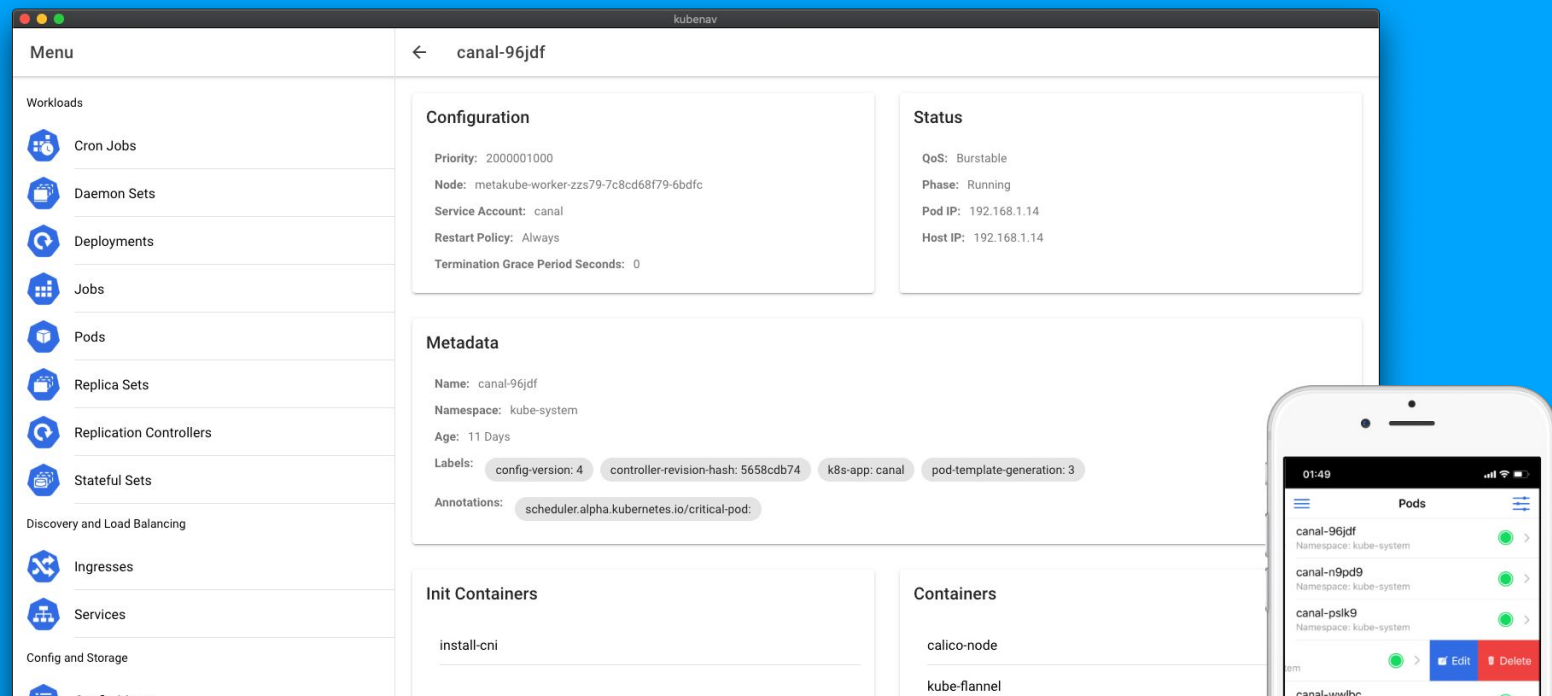 kubenav
Menu
Workloads
Cron Jobs
Daemon Sets
Deployments
Jobs
Pods
Replica Sets
Replication Controllers
Stateful Sets
Discovery and Load Balancing
Ingresses
Services
Config and Storage
canal-96jdf
Configuration
Priority: 2000001000
Node: metakube-worker-zzs79-7c8cd68f79-6bdfc
Service Account: canal
Restart Policy: Always
Termination Grace Period Seconds: 0
Status
QoS: Burstable
Phase: Running
Pod IP: 192.168.1.14
Host IP: 192.168.1.14
Metadata
Name: canal-96jdf
Namespace: kube-system
Age: 11 Days
Labels: config-version: 4 controller-revision-hash: 5658cdb74 k8s-app: canal pod-template-generation: 3
Annotations: scheduler.alpha.kubernetes.io/critical-pod:
Init Containers
install-cni
Containers
calico-node
kube-flannel
01:49
Pods
canal-96jdf
Namespace: kube-system
canal-n9pd9
Namespace: kube-system
canal-pslk9
Namespace: kube-system
Edit Delete